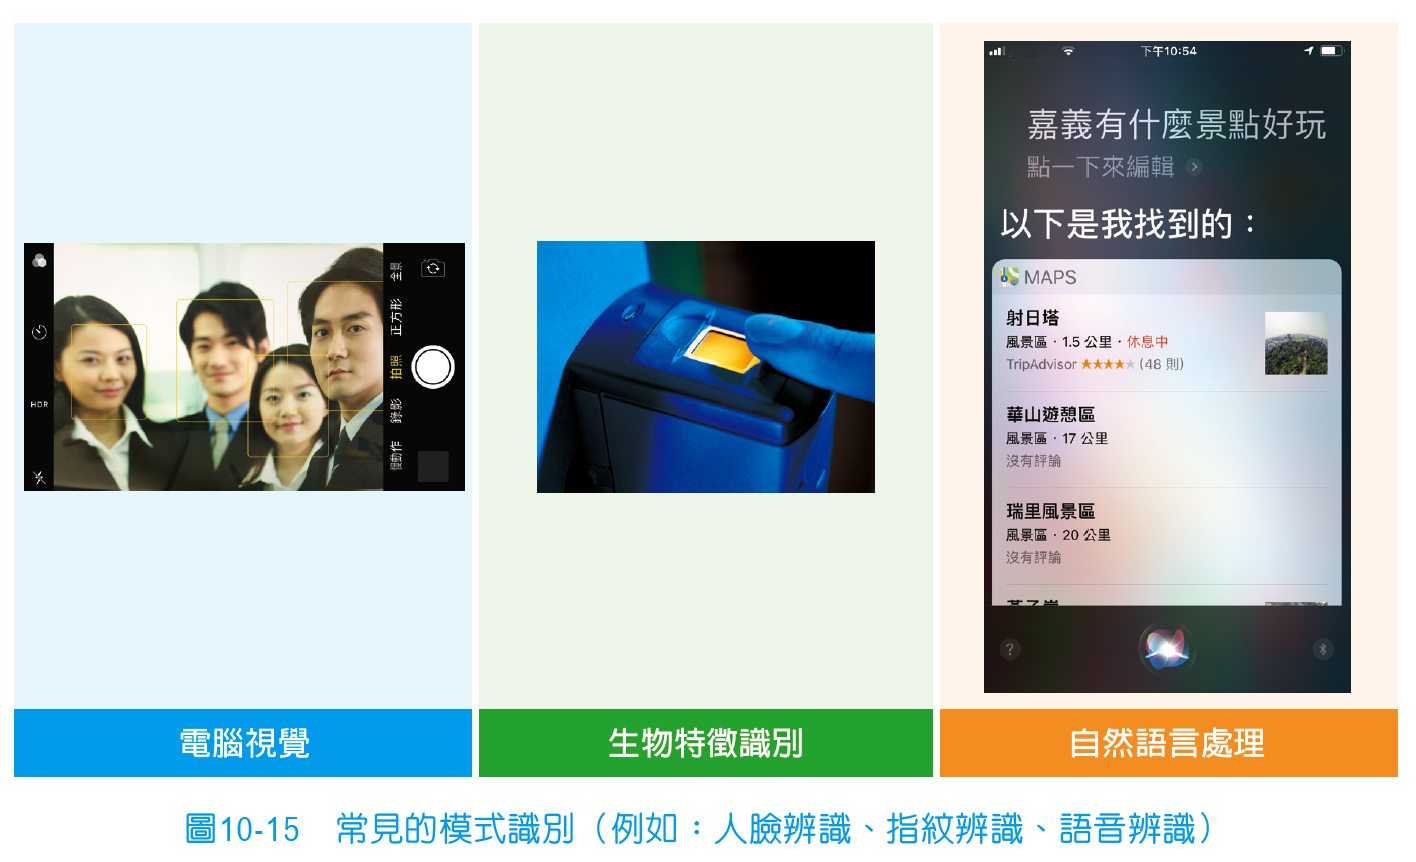 HDR
全景
正方形
拍照
錄影
慢動作
電腦視覺
生物特徵識別
下午10:54
嘉義有什麼景點好玩
點一下來編輯
以下是我找到的：
MAPS
射日塔
風景區・1.5 公里・休息中
TripAdvisor ★★★★★ (48 則)
華山遊憩區
風景區・17 公里
沒有評論
瑞里風景區
風景區・20 公里
沒有評論
?
自然語言處理
圖10-15　常見的模式識別（例如：人臉辨識、指紋辨識、語音辨識）